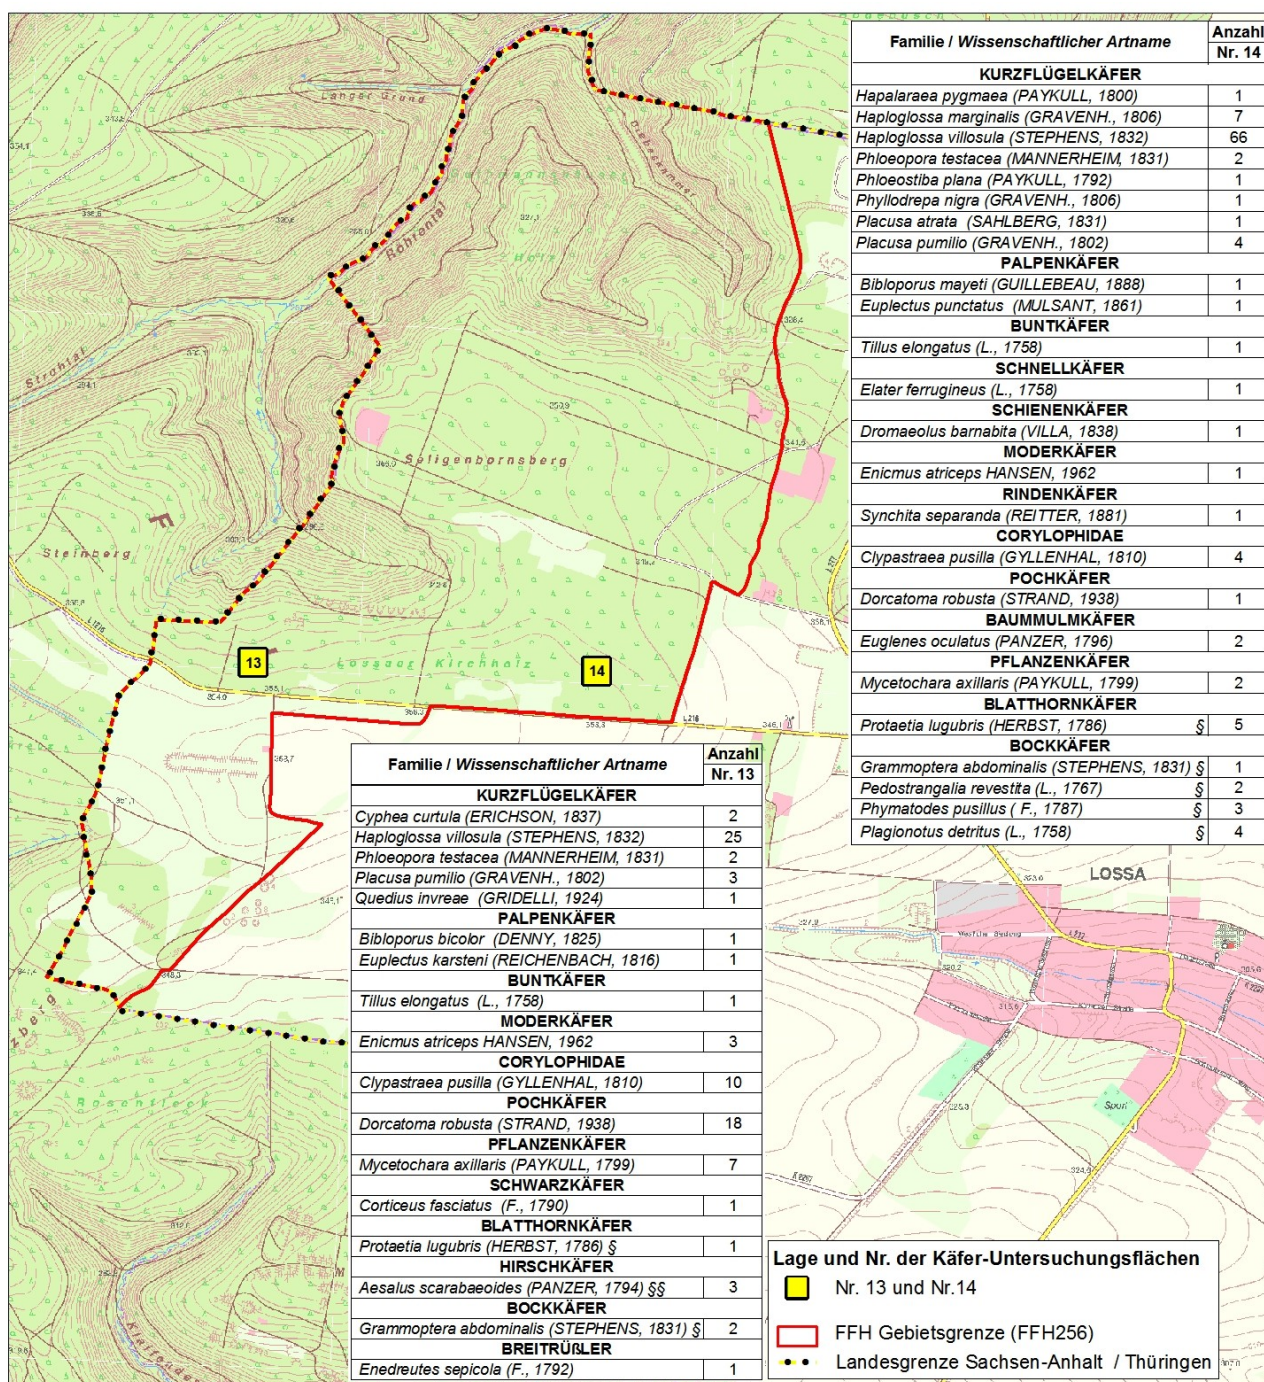 Familie / Wissenschaftlicher Artname Anzahl
Nr. 14
KURZFLÜGELKÄFER
Hapalaraea pygmaea (PAYKULL, 1800) 1
Haploglossa marginalis (GRAVENH., 1806) 7
Haploglossa villosula (STEPHENS, 1832) 66
Phloeopora testacea (MANNERHEIM, 1831) 2
Phloeostiba plana (PAYKULL, 1792) 1
Phyllodrepa nigra (GRAVENH., 1806) 1
Placusa atrata (SAHLBERG, 1831) 1
Placusa pumilio (GRAVENH., 1802) 4
PALPENKÄFER
Bibloporus mayeti (GUILLEBEAU, 1888) 1
Euplectus punctatus (MULSANT, 1861) 1
BUNTKÄFER
Tillus elongatus (L., 1758) 1
SCHNELLKÄFER
Elater ferrugineus (L., 1758) 1
SCHIENENKÄFER
Dromaeolus barnabita (VILLA, 1838) 1
MODERKÄFER
Enicmus atriceps HANSEN, 1962 1
RINDENKÄFER
Synchita separanda (REITTER, 1881) 1
CORYLOPHIDAE
Clypastraea pusilla (GYLLENHAL, 1810) 4
POCHKÄFER
Dorcatoma robusta (STRAND, 1938) 1
BAUMMULMKÄFER
Euglenes oculatus (PANZER, 1796) 2
PFLANZENKÄFER
Mycetochara axillaris (PAYKULL, 1799) 2
BLATTHORNKÄFER
Protaetia lugubris (HERBST, 1786) § 5
BOCKKÄFER
Grammoptera abdominalis (STEPHENS, 1831) § 1
Pedostrangalia revestita (L., 1767) § 2
Phymatodes pusillus ( F., 1787) § 3
Plagionotus detritus (L., 1758) § 4
Langer Grund
Diebeskammer
Röhrental
Holz
Strohtal
Seligenbornsberg
Steinberg
F
13
14
Lossaer Kirchholz
L 1215
L 216
L 277
346,1
Familie / Wissenschaftlicher Artname Anzahl
Nr. 13
KURZFLÜGELKÄFER
Cyphea curtula (ERICHSON, 1837) 2
Haploglossa villosula (STEPHENS, 1832) 25
Phloeopora testacea (MANNERHEIM, 1831) 2
Placusa pumilio (GRAVENH., 1802) 3
Quedius invreae (GRIDELLI, 1924) 1
PALPENKÄFER
Bibloporus bicolor (DENNY, 1825) 1
Euplectus karsteni (REICHENBACH, 1816) 1
BUNTKÄFER
Tillus elongatus (L., 1758) 1
MODERKÄFER
Enicmus atriceps HANSEN, 1962 3
CORYLOPHIDAE
Clypastraea pusilla (GYLLENHAL, 1810) 10
POCHKÄFER
Dorcatoma robusta (STRAND, 1938) 18
PFLANZENKÄFER
Mycetochara axillaris (PAYKULL, 1799) 7
SCHWARZKÄFER
Corticeus fasciatus (F., 1790) 1
BLATTHORNKÄFER
Protaetia lugubris (HERBST, 1786) § 1
HIRSCHKÄFER
Aesalus scarabaeoides (PANZER, 1794) §§ 3
BOCKKÄFER
Grammoptera abdominalis (STEPHENS, 1831) § 2
BREITRÜßLER
Enedreutes sepicola (F., 1792) 1
Rosenfleck
LOSSA
Sport
Lage und Nr. der Käfer-Untersuchungsflächen
Nr. 13 und Nr.14
FFH Gebietsgrenze (FFH256)
Landesgrenze Sachsen-Anhalt / Thüringen